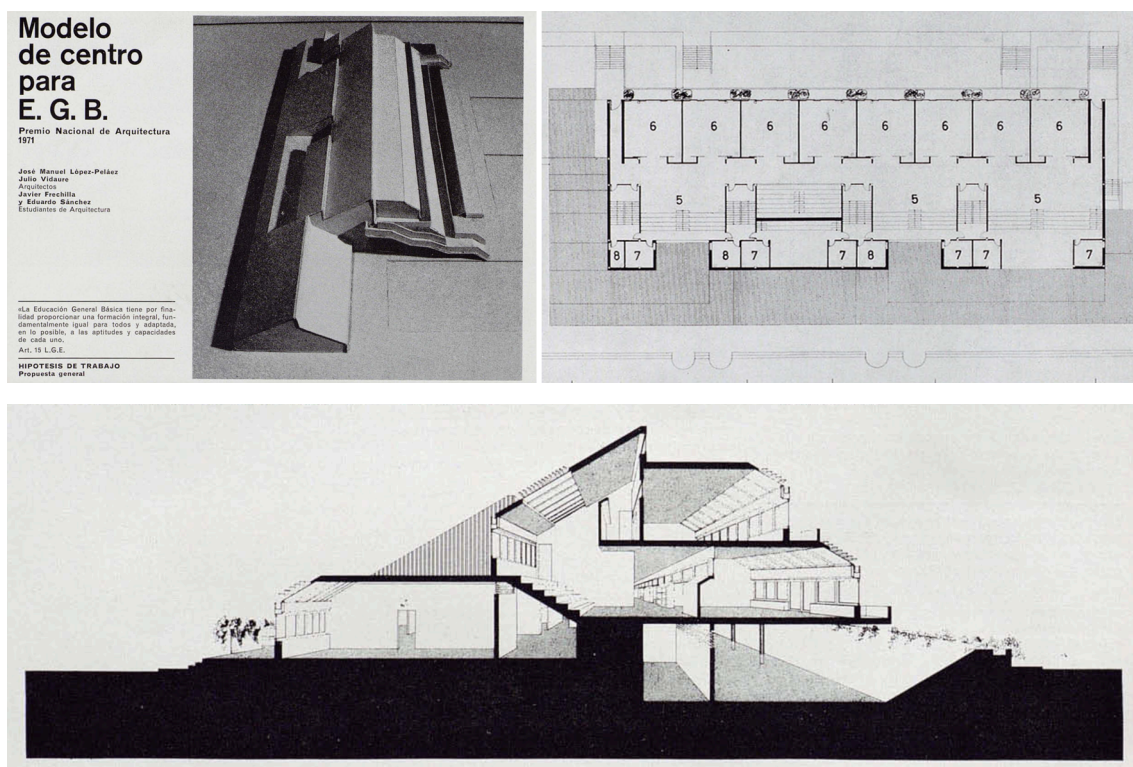 Modelo
de centro
para
E. G. B.
Premio Nacional de Arquitectura
1971
José Manuel López-Peláez
Julio Vidaure
Arquitectos
Javier Frechilla
y Eduardo Sánchez
Estudiantes de Arquitectura
«La Educación General Básica tiene por fina-
lidad proporcionar una formación integral, fun-
damentalmente igual para todos y adaptada,
en lo posible, a las aptitudes y capacidades
de cada uno.
Art. 15 L.G.E.
HIPOTESIS DE TRABAJO
Propuesta general
6 6 6 6 6 6 6 6
5 5 5
8 7 8 7 7 8 7 7 7